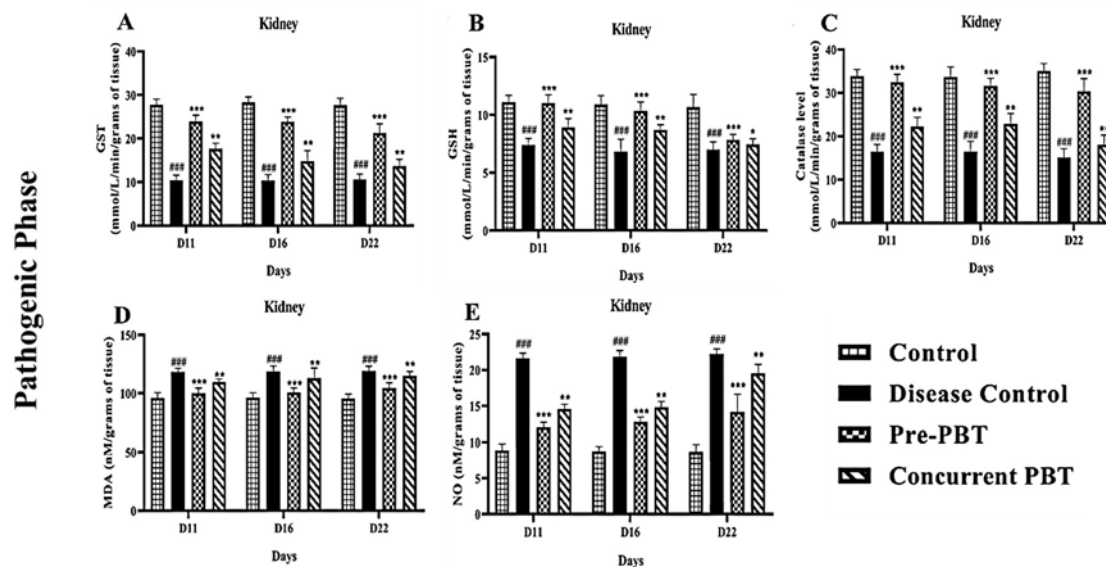 Pathogenic Phase
A
Kidney
GST
(mmol/L/min/grams of tissue)
40
30
20
10
0
###
***
**
###
***
**
###
***
**
D11
D16
D22
Days
B
Kidney
GSH
(mmol/L/min/grams of tissue)
15
10
5
0
###
***
**
###
***
**
###
***
*
D11
D16
D22
Days
C
Kidney
Catalase level
(mmol/L/min/grams of tissue)
40
30
20
10
0
###
***
**
###
***
**
###
***
**
D11
D16
D22
Days
D
Kidney
MDA (nM/grams of tissue)
150
100
50
0
###
***
**
###
***
**
###
***
**
D11
D16
D22
Days
E
Kidney
NO (nM/grams of tissue)
25
20
15
10
5
0
###
***
**
###
***
**
###
***
**
D11
D16
D22
Days
Control
Disease Control
Pre-PBT
Concurrent PBT